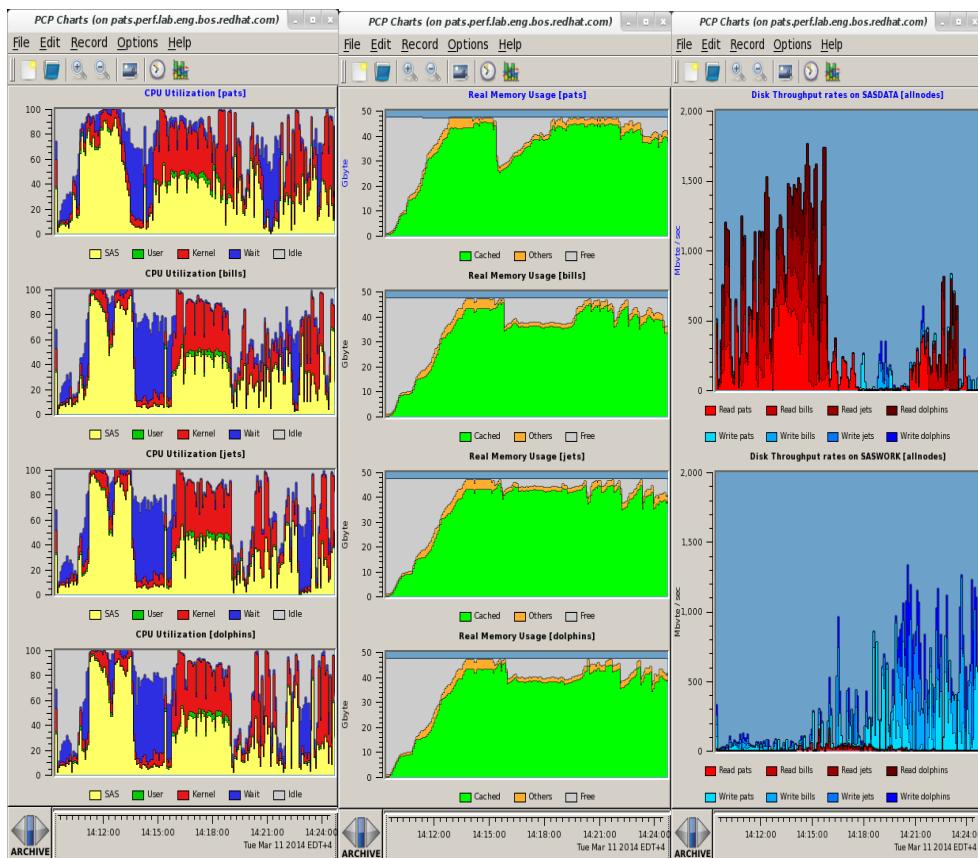 PCP Charts (on pats.perf.lab.eng.bos.redhat.com)
File Edit Record Options Help
CPU Utilization [pats]
100
80
60
40
20
0
SAS User Kernel Wait Idle
CPU Utilization [bills]
100
80
60
40
20
0
SAS User Kernel Wait Idle
CPU Utilization [jets]
100
80
60
40
20
0
SAS User Kernel Wait Idle
CPU Utilization [dolphins]
100
80
60
40
20
0
SAS User Kernel Wait Idle
14:12:00 14:15:00 14:18:00 14:21:00 14:24:00
ARCHIVE
Tue Mar 11 2014 EDT+4
PCP Charts (on pats.perf.lab.eng.bos.redhat.com)
File Edit Record Options Help
Real Memory Usage [pats]
Gbyte
50
40
30
20
10
0
Cached Others Free
Real Memory Usage [bills]
Gbyte
50
40
30
20
10
0
Cached Others Free
Real Memory Usage [jets]
Gbyte
50
40
30
20
10
0
Cached Others Free
Real Memory Usage [dolphins]
Gbyte
50
40
30
20
10
0
Cached Others Free
14:12:00 14:15:00 14:18:00 14:21:00 14:24:00
ARCHIVE
Tue Mar 11 2014 EDT+4
PCP Charts (on pats.perf.lab.eng.bos.redhat.com)
File Edit Record Options Help
Disk Throughput rates on SASDATA [allnodes]
Mbyte / sec
2,000
1,500
1,000
500
0
Read pats Read bills Read jets Read dolphins
Write pats Write bills Write jets Write dolphins
Disk Throughput rates on SASWORK [allnodes]
Mbyte / sec
2,000
1,500
1,000
500
0
Read pats Read bills Read jets Read dolphins
Write pats Write bills Write jets Write dolphins
14:12:00 14:15:00 14:18:00 14:21:00 14:24:00
ARCHIVE
Tue Mar 11 2014 EDT+4